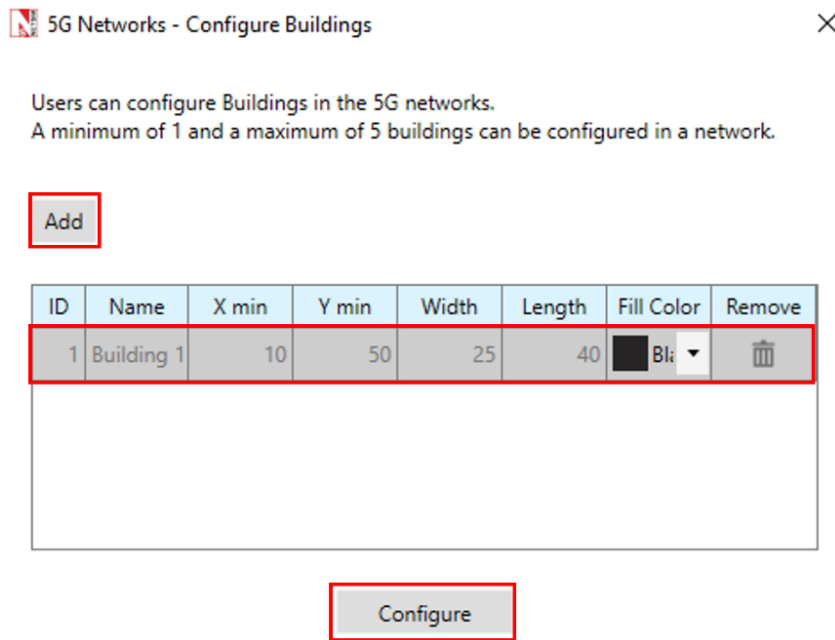 5G Networks - Configure Buildings
Users can configure Buildings in the 5G networks.
A minimum of 1 and a maximum of 5 buildings can be configured in a network.
Add
ID Name X min Y min Width Length Fill Color Remove
1 Building 1 10 50 25 40
Configure